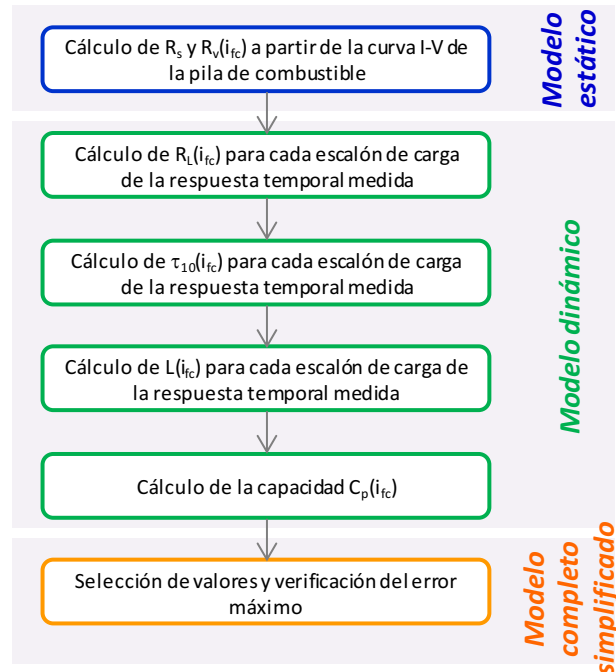 Cálculo de Rs y Rv(ifc) a partir de la curva I-V de
la pila de combustible
Modelo
estático
Cálculo de RL(ifc) para cada escalón de carga
de la respuesta temporal medida
Cálculo de τ10(ifc) para cada escalón de carga
de la respuesta temporal medida
Cálculo de L(ifc) para cada escalón de carga de
la respuesta temporal medida
Cálculo de la capacidad Cp(ifc)
Modelo dinámico
Selección de valores y verificación del error
máximo
Modelo
completo
simplificado